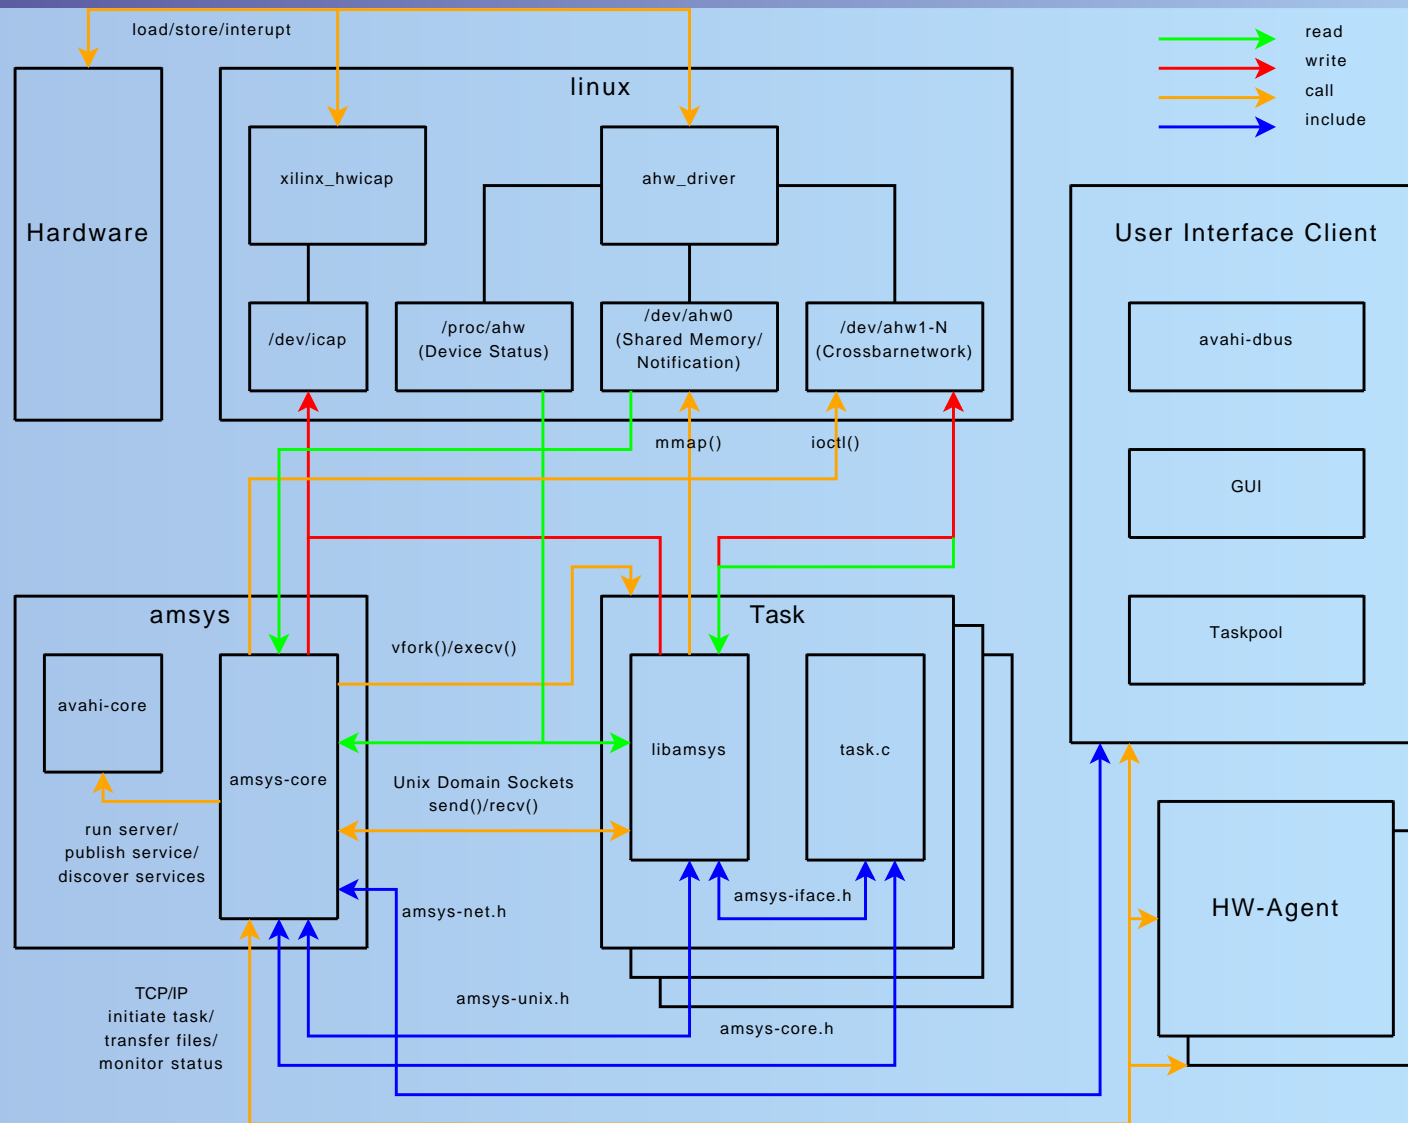 load/store/interupt
read
write
call
include
linux
xilinx_hwicap
ahw_driver
Hardware
User Interface Client
/dev/icap
/proc/ahw
(Device Status)
/dev/ahw0
(Shared Memory/
Notification)
/dev/ahw1-N
(Crossbarnetwork)
avahi-dbus
mmap()
ioctl()
GUI
amsys
Task
vfork()/execv()
Taskpool
avahi-core
amsys-core
libamsys
task.c
Unix Domain Sockets
send()/recv()
run server/
publish service/
discover services
amsys-net.h
amsys-iface.h
HW-Agent
TCP/IP
initiate task/
transfer files/
monitor status
amsys-unix.h
amsys-core.h